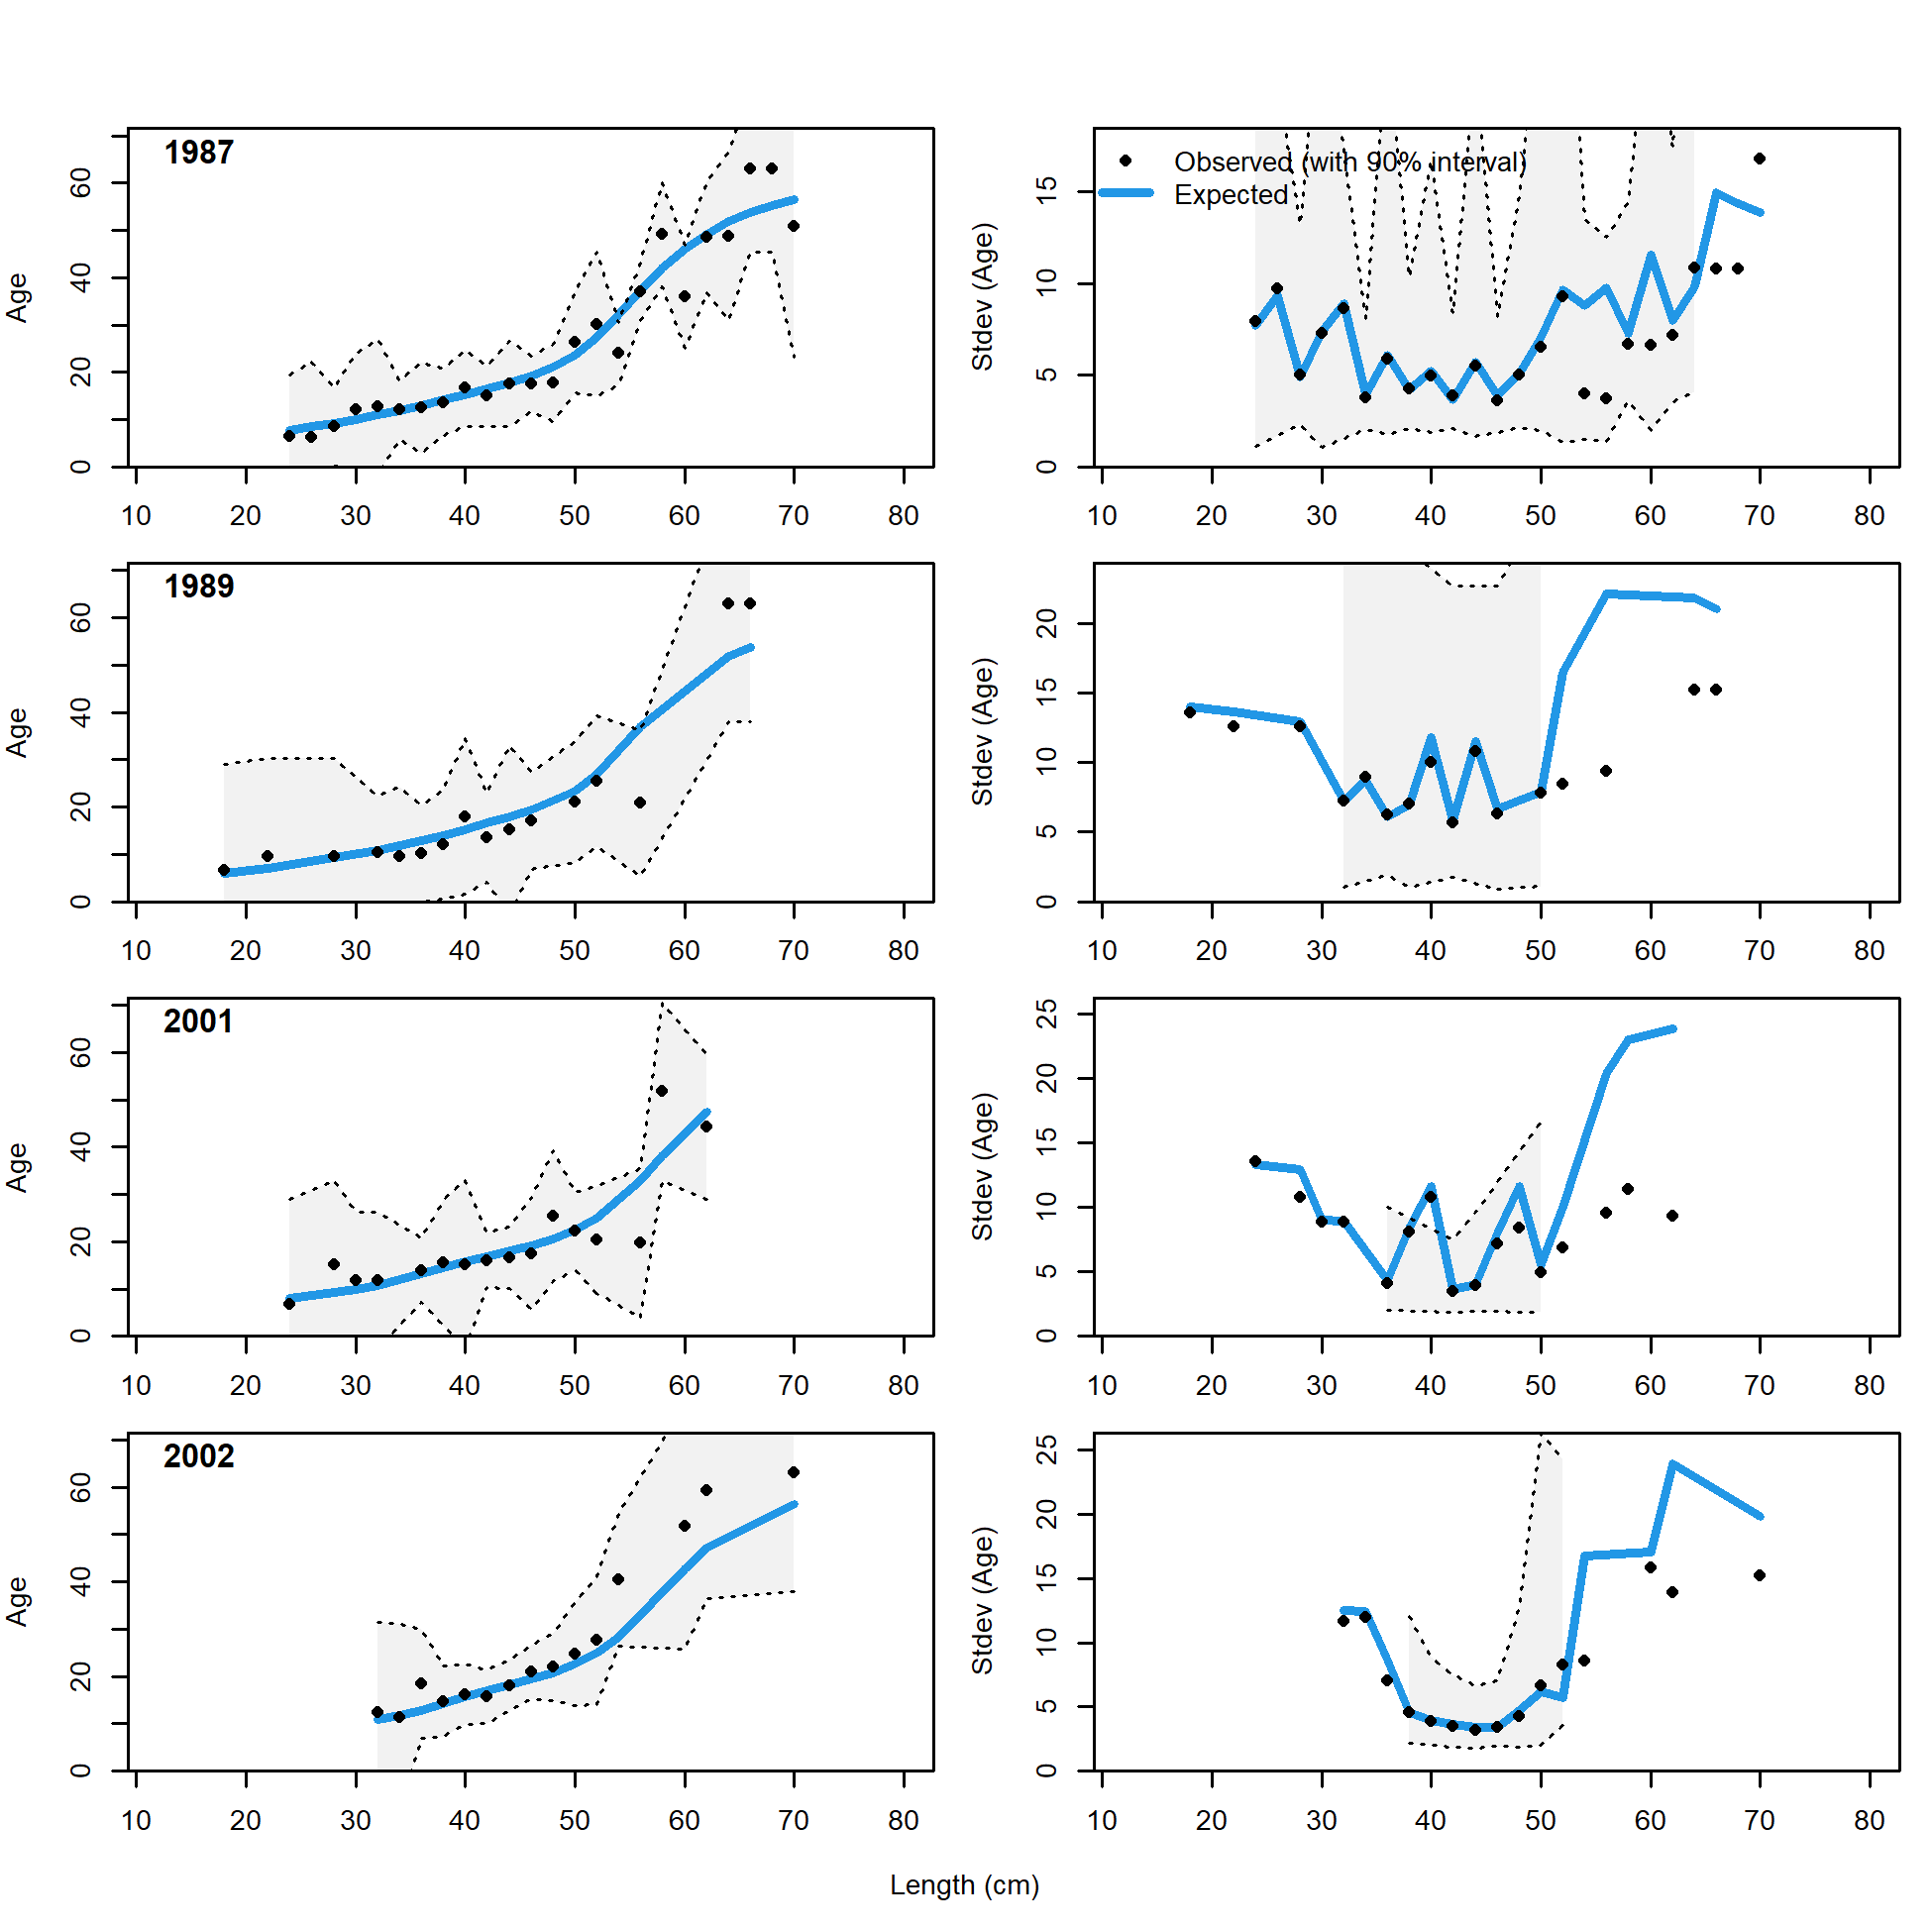 1987
Age
0 20 40 60
10 20 30 40 50 60 70 80
Observed (with 90% interval)
Expected
Stdev (Age)
0 5 10 15
10 20 30 40 50 60 70 80
1989
Age
0 20 40 60
10 20 30 40 50 60 70 80
Stdev (Age)
0 5 10 15 20
10 20 30 40 50 60 70 80
2001
Age
0 20 40 60
10 20 30 40 50 60 70 80
Stdev (Age)
0 5 10 15 20 25
10 20 30 40 50 60 70 80
2002
Age
0 20 40 60
10 20 30 40 50 60 70 80
Stdev (Age)
0 5 10 15 20 25
10 20 30 40 50 60 70 80
Length (cm)